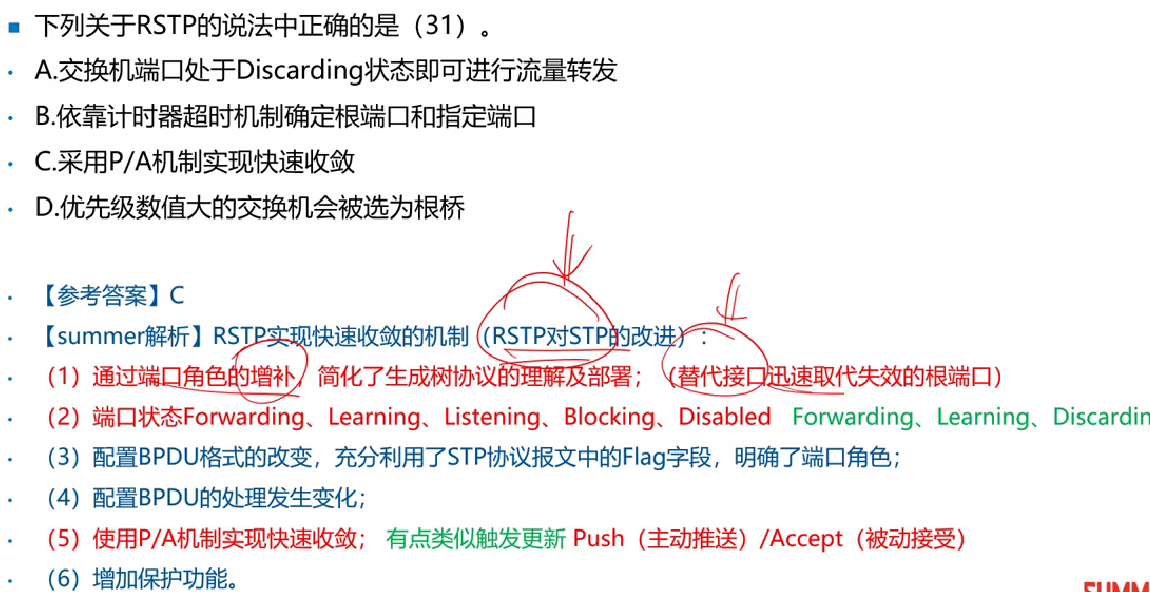 下列关于RSTP的说法中正确的是（31）。
A.交换机端口处于Discarding状态即可进行流量转发
B.依靠计时器超时机制确定根端口和指定端口
C.采用P/A机制实现快速收敛
D.优先级数值大的交换机会被选为根桥
【参考答案】C
【summer解析】RSTP实现快速收敛的机制（RSTP对STP的改进）：
（1）通过端口角色的增补，简化了生成树协议的理解及部署；（替代接口迅速取代失效的根端口）
（2）端口状态Forwarding、Learning、Listening、Blocking、Disabled Forwarding、Learning、Discardin
（3）配置BPDU格式的改变，充分利用了STP协议报文中的Flag字段，明确了端口角色；
（4）配置BPDU的处理发生变化；
（5）使用P/A机制实现快速收敛； 有点类似触发更新 Push（主动推送）/Accept（被动接受）
（6）增加保护功能。
SUMM